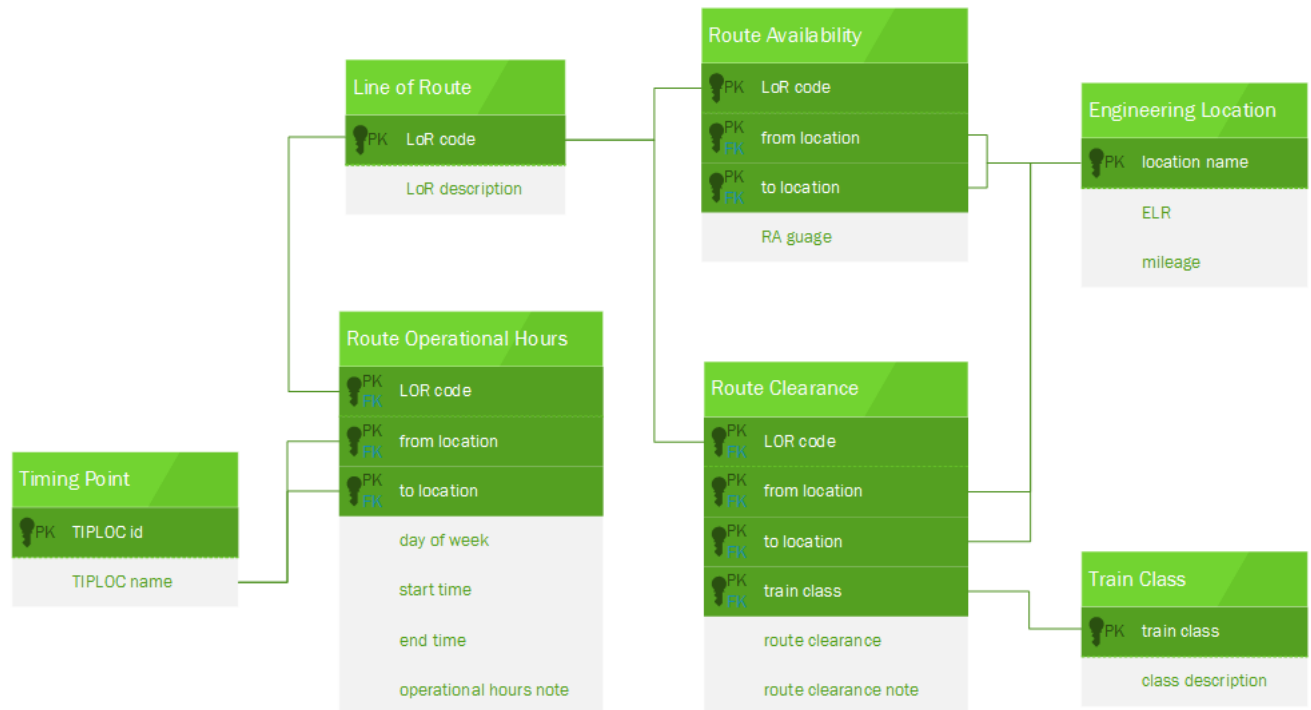 Line of Route
PK LoR code
LoR description
Route Availability
PK LoR code
PK FK from location
PK FK to location
RA guage
Engineering Location
PK location name
ELR
mileage
Route Operational Hours
PK FK LOR code
PK FK from location
PK FK to location
day of week
start time
end time
operational hours note
Timing Point
PK TIPLOC id
TIPLOC name
Route Clearance
PK FK LOR code
PK FK from location
PK FK to location
PK FK train class
route clearance
route clearance note
Train Class
PK train class
class description